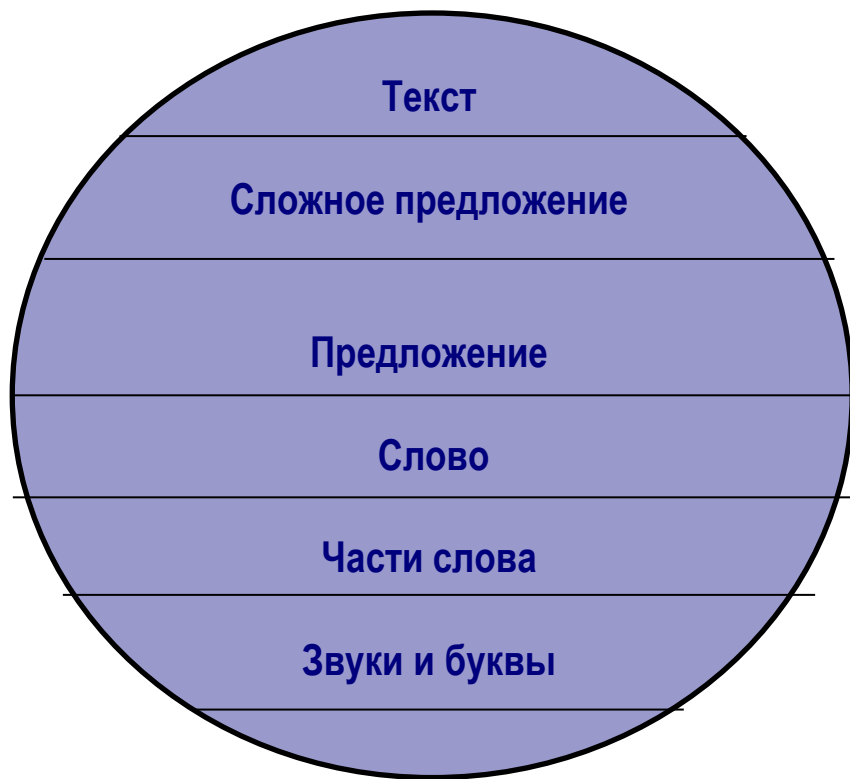 Текст
Сложное предложение
Предложение
Слово
Части слова
Звуки и буквы